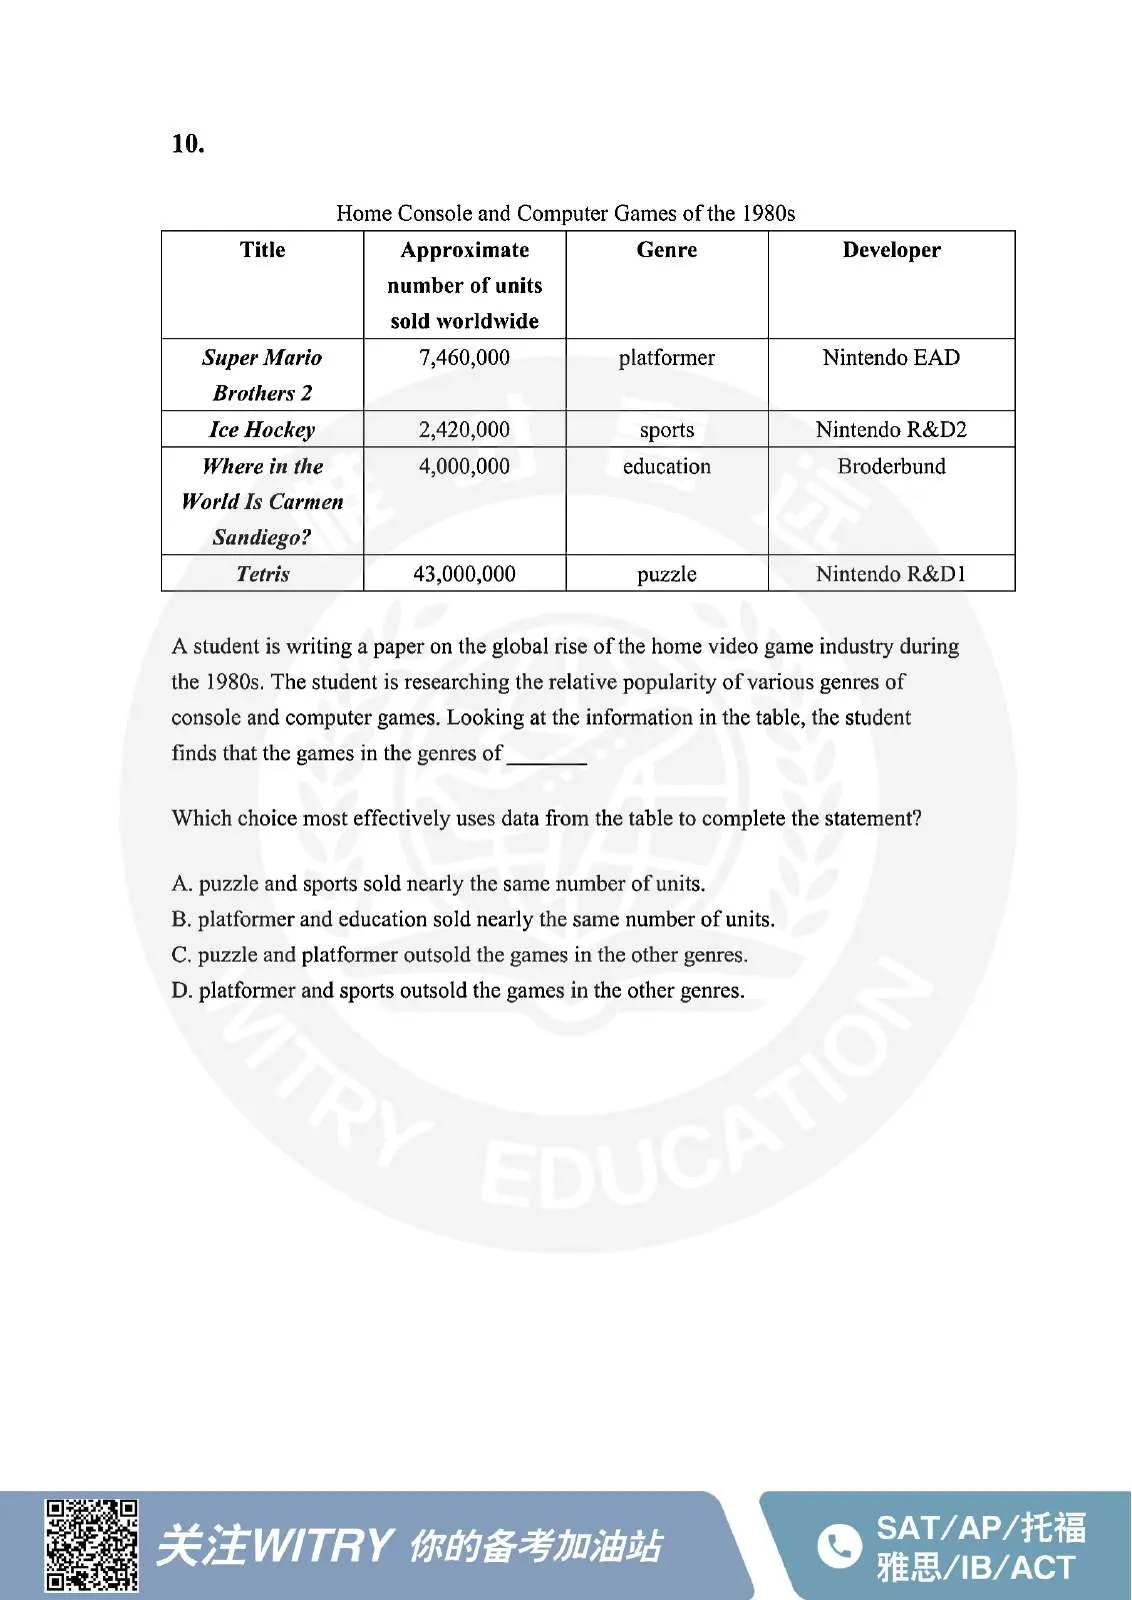 10.
Home Console and Computer Games of the 1980s
Title
Approximate
number of units
sold worldwide
Genre
Developer
Super Mario
Brothers 2
7,460,000
platformer
Nintendo EAD
Ice Hockey
2,420,000
sports
Nintendo R&D2
Where in the
World Is Carmen
Sandiego?
4,000,000
education
Broderbund
Tetris
43,000,000
puzzle
Nintendo R&D1
A student is writing a paper on the global rise of the home video game industry during
the 1980s. The student is researching the relative popularity of various genres of
console and computer games. Looking at the information in the table, the student
finds that the games in the genres of _______
Which choice most effectively uses data from the table to complete the statement?
A. puzzle and sports sold nearly the same number of units.
B. platformer and education sold nearly the same number of units.
C. puzzle and platformer outsold the games in the other genres.
D. platformer and sports outsold the games in the other genres.
WITRY EDUCATION
关注WITRY 你的备考加油站
SAT/AP/托福
雅思/IB/ACT